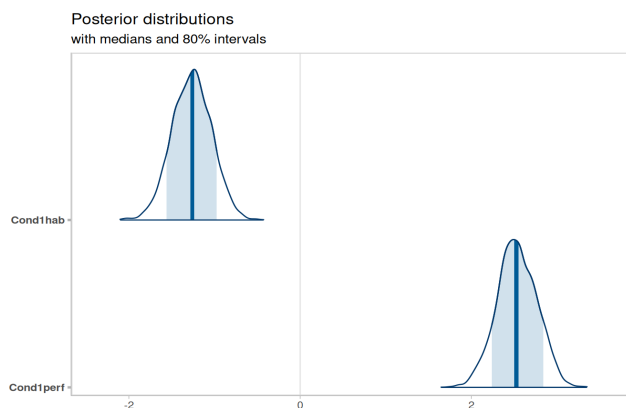 Posterior distributions
with medians and 80% intervals
Cond1hab
Cond1perf
-2 0 2